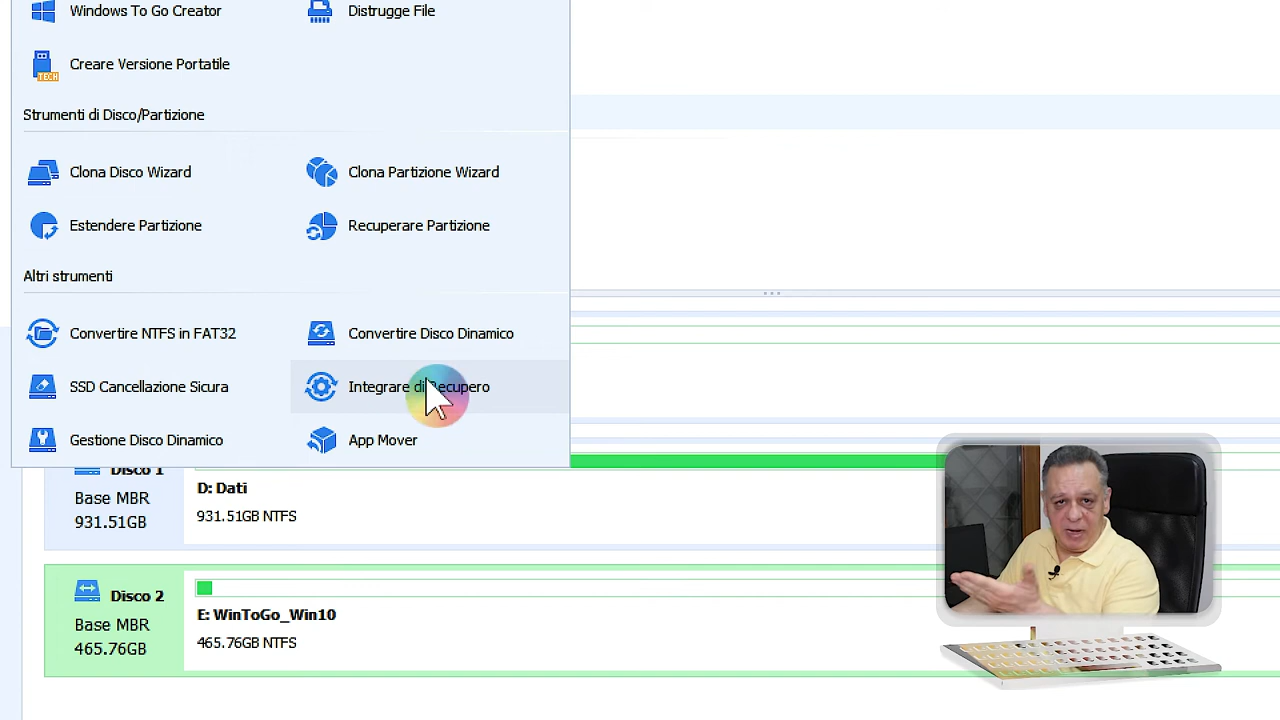 Windows To Go Creator
Distrugge File
TECH
Creare Versione Portatile
Strumenti di Disco/Partizione
Clona Disco Wizard
Clona Partizione Wizard
Estendere Partizione
Recuperare Partizione
Altri strumenti
Convertire NTFS in FAT32
Convertire Disco Dinamico
SSD Cancellazione Sicura
Integrare di Recupero
Gestione Disco Dinamico
App Mover
Disco 1
Base MBR
931.51GB
D: Dati
931.51GB NTFS
Disco 2
Base MBR
465.76GB
E: WinToGo_Win10
465.76GB NTFS